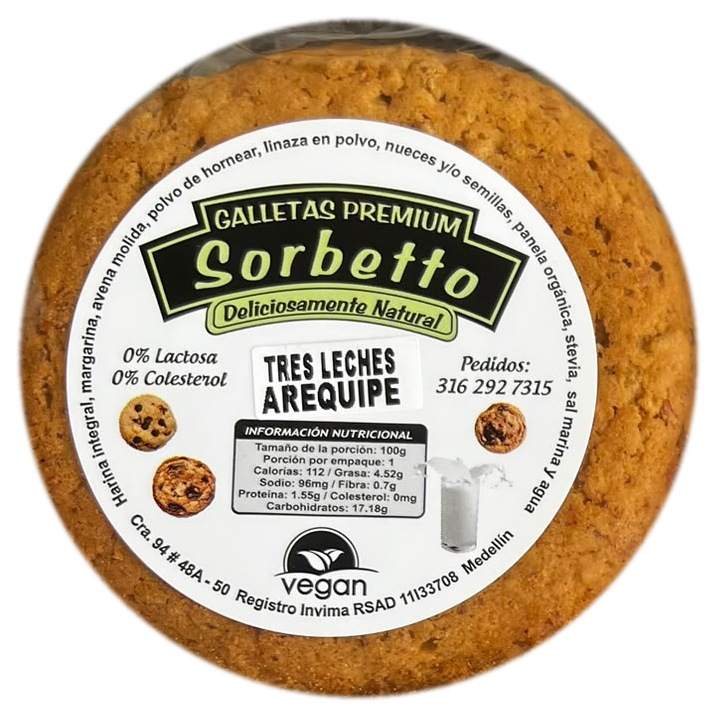 Harina Integral, margarina, avena molida, polvo de hornear, linaza en polvo, nueces y/o semillas, panela orgánica, stevia, sal marina y agua
GALLETAS PREMIUM
Sorbetto
Deliciosamente Natural
0% Lactosa
0% Colesterol
TRES LECHES
AREQUIPE
Pedidos:
316 292 7315
INFORMACIÓN NUTRICIONAL
Tamaño de la porción: 100g
Porción por empaque: 1
Calorías: 112 / Grasa: 4.52g
Sodio: 96mg / Fibra: 0.7g
Proteína: 1.55g / Colesterol: 0mg
Carbohidratos: 17.18g
vegan
Cra. 94 # 48A - 50 Registro Invima RSAD 11I33708 Medellin